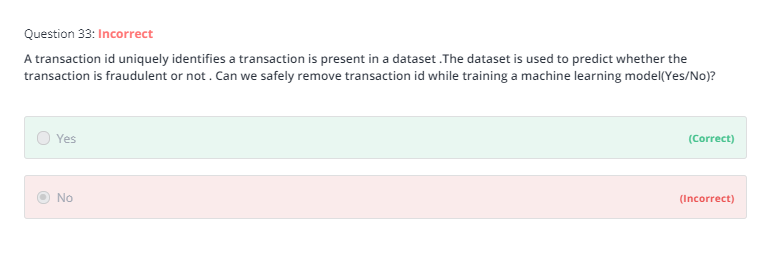 Question 33: Incorrect
A transaction id uniquely identifies a transaction is present in a dataset .The dataset is used to predict whether the
transaction is fraudulent or not . Can we safely remove transaction id while training a machine learning model(Yes/No)?
Yes (Correct)
No (Incorrect)